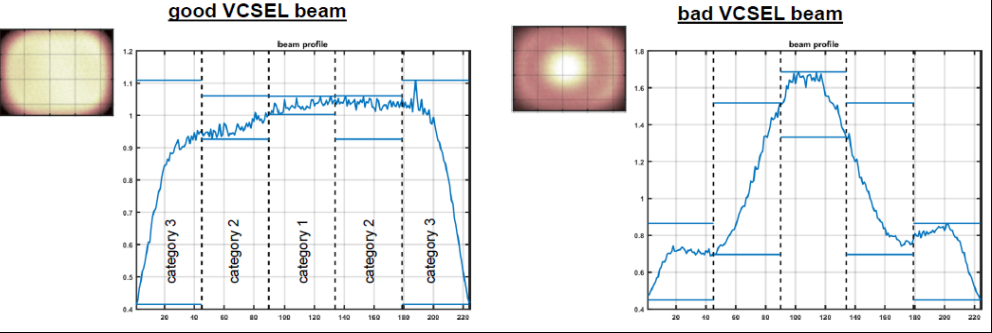 good VCSEL beam
bad VCSEL beam
beam profile
1.2
1.1
1
0.9
0.8
0.7
0.6
0.5
0.4
category 3
category 2
category 1
category 2
category 3
20 40 60 80 100 120 140 160 180 200 220
beam profile
1.8
1.6
1.4
1.2
1
0.8
0.6
0.4
20 40 60 80 100 120 140 160 180 200 220